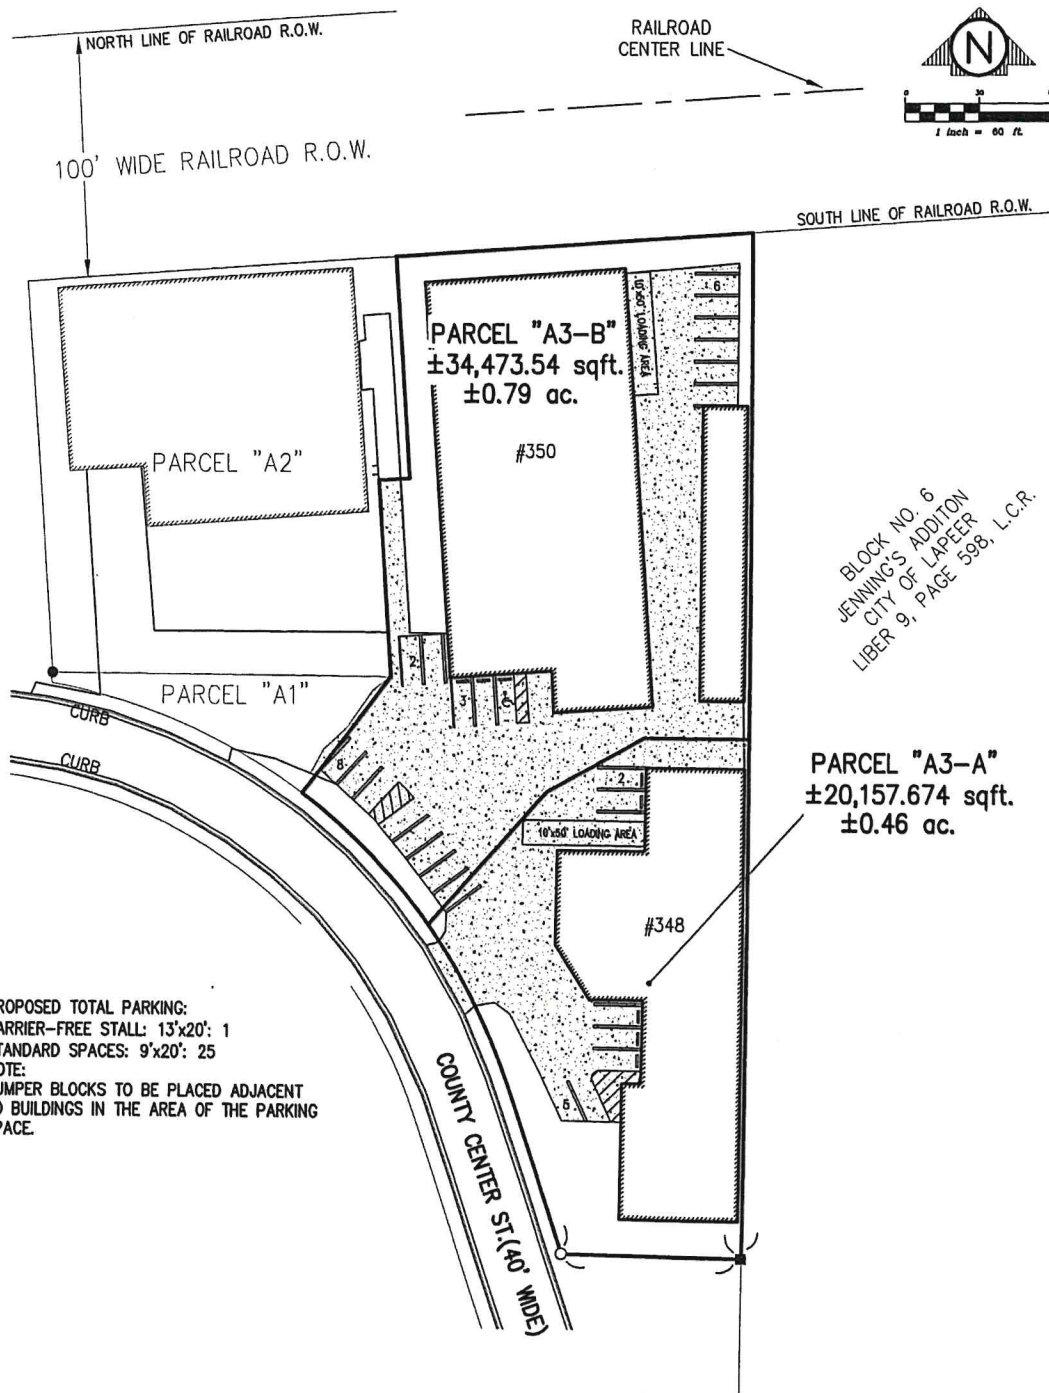 NORTH LINE OF RAILROAD R.O.W.
RAILROAD
CENTER LINE
N
0 30
1 inch = 60 ft.
100' WIDE RAILROAD R.O.W.
SOUTH LINE OF RAILROAD R.O.W.
6
10'x50' LOADING AREA
PARCEL "A3-B"
±34,473.54 sqft.
±0.79 ac.
#350
PARCEL "A2"
BLOCK NO. 6
JENNING'S ADDITON
CITY OF LAPEER
LIBER 9, PAGE 598, L.C.R.
2
3
PARCEL "A1"
CURB
CURB
8
2
10'x50' LOADING AREA
PARCEL "A3-A"
±20,157.674 sqft.
±0.46 ac.
#348
ROPOSED TOTAL PARKING:
ARRIER-FREE STALL: 13'x20': 1
TANDARD SPACES: 9'x20': 25
OTE:
UMPER BLOCKS TO BE PLACED ADJACENT
O BUILDINGS IN THE AREA OF THE PARKING
PACE.
5
COUNTY CENTER ST.(40' WIDE)